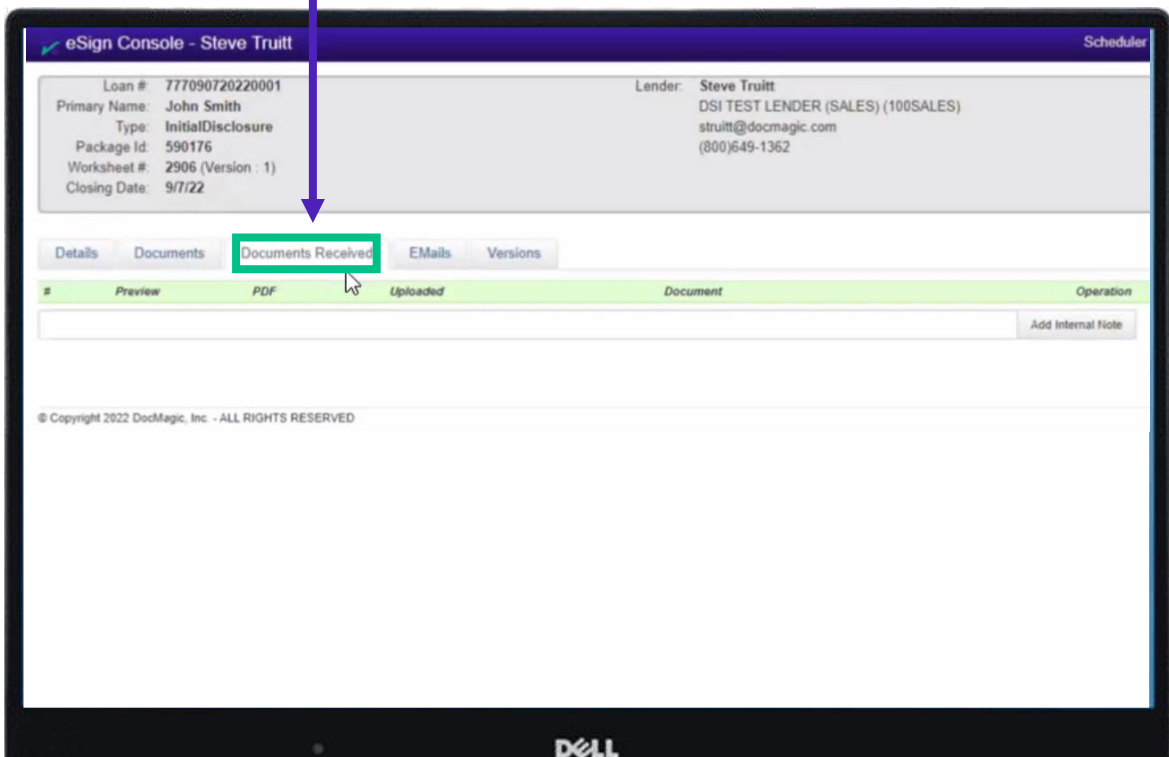 eSign Console - Steve Truitt
Scheduler
Loan #: 777090720220001
Primary Name: John Smith
Type: InitialDisclosure
Package Id: 590176
Worksheet #: 2906 (Version : 1)
Closing Date: 9/7/22
Lender: Steve Truitt
DSI TEST LENDER (SALES) (100SALES)
struitt@docmagic.com
(800)649-1362
Details Documents Documents Received EMails Versions
# Preview PDF Uploaded Document Operation
Add Internal Note
© Copyright 2022 DocMagic, Inc. - ALL RIGHTS RESERVED
DELL